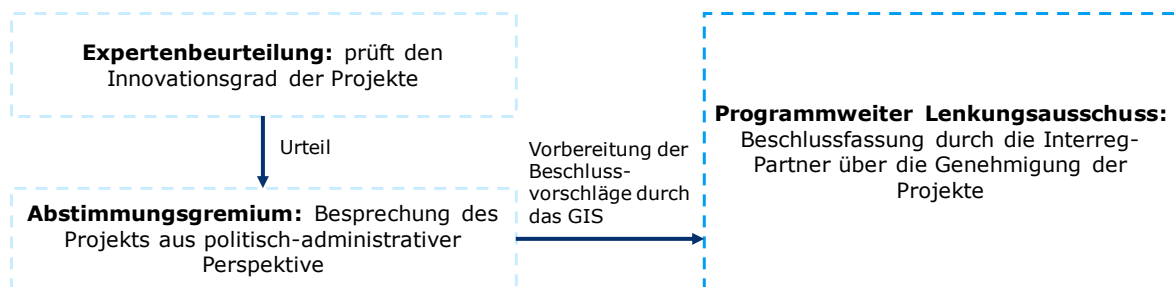 Expertenbeurteilung: prüft den
Innovationsgrad der Projekte
Urteil
Abstimmungsgremium: Besprechung des
Projekts aus politisch-administrativer
Perspektive
Vorbereitung der
Beschluss-
vorschläge durch
das GIS
Programmweiter Lenkungsausschuss:
Beschlussfassung durch die Interreg-
Partner über die Genehmigung der
Projekte